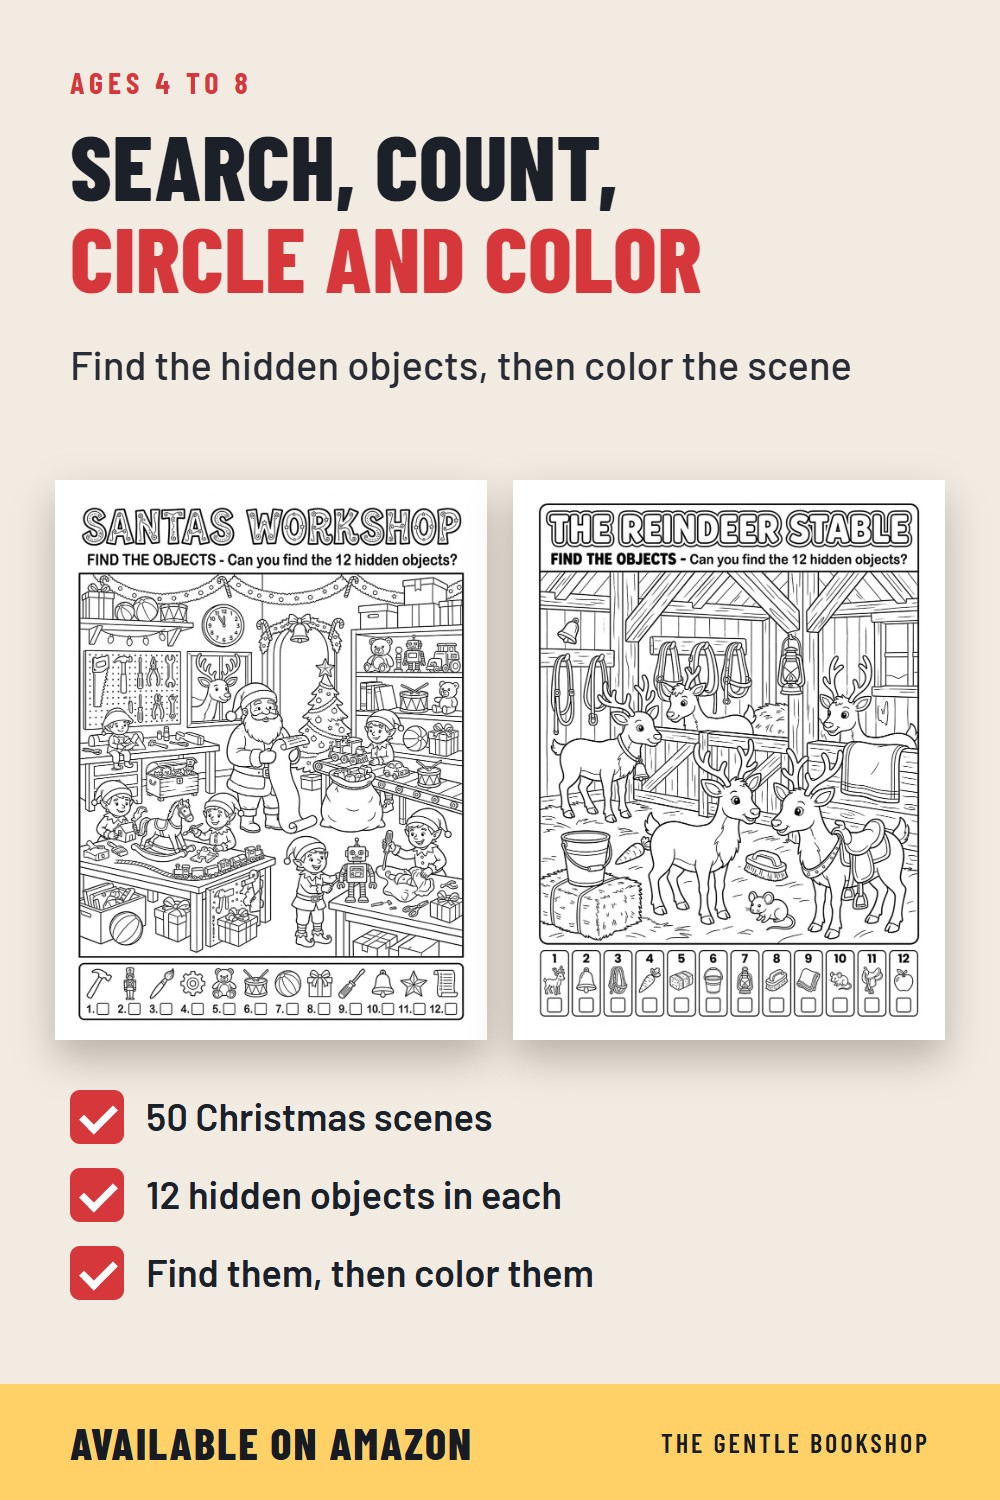 AGES 4 TO 8
SEARCH, COUNT,
CIRCLE AND COLOR
Find the hidden objects, then color the scene
SANTAS WORKSHOP
FIND THE OBJECTS - Can you find the 12 hidden objects?
1. 2. 3. 4. 5. 6. 7. 8. 9. 10. 11. 12.
THE REINDEER STABLE
FIND THE OBJECTS - Can you find the 12 hidden objects?
1 2 3 4 5 6 7 8 9 10 11 12
50 Christmas scenes
12 hidden objects in each
Find them, then color them
AVAILABLE ON AMAZON
THE GENTLE BOOKSHOP